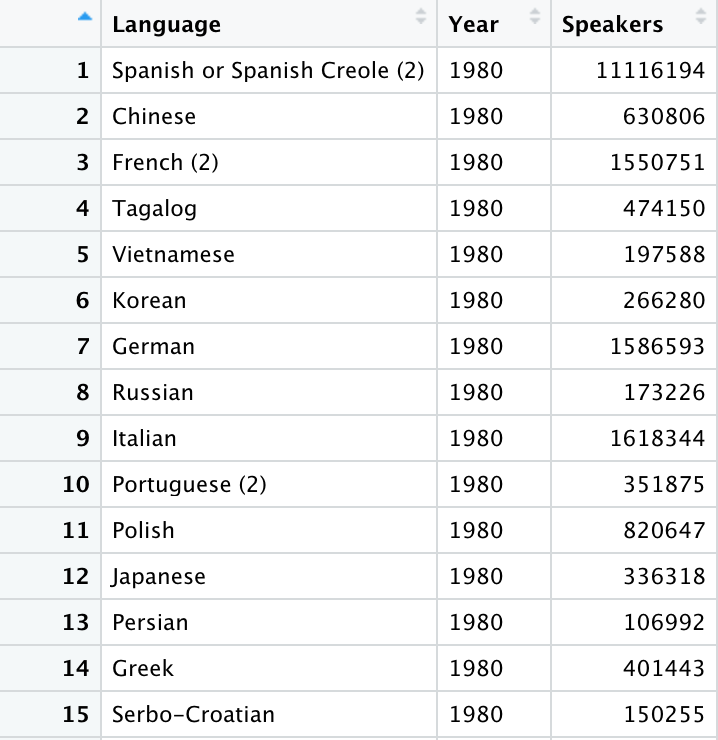 Language Year Speakers
1 Spanish or Spanish Creole (2) 1980 11116194
2 Chinese 1980 630806
3 French (2) 1980 1550751
4 Tagalog 1980 474150
5 Vietnamese 1980 197588
6 Korean 1980 266280
7 German 1980 1586593
8 Russian 1980 173226
9 Italian 1980 1618344
10 Portuguese (2) 1980 351875
11 Polish 1980 820647
12 Japanese 1980 336318
13 Persian 1980 106992
14 Greek 1980 401443
15 Serbo-Croatian 1980 150255